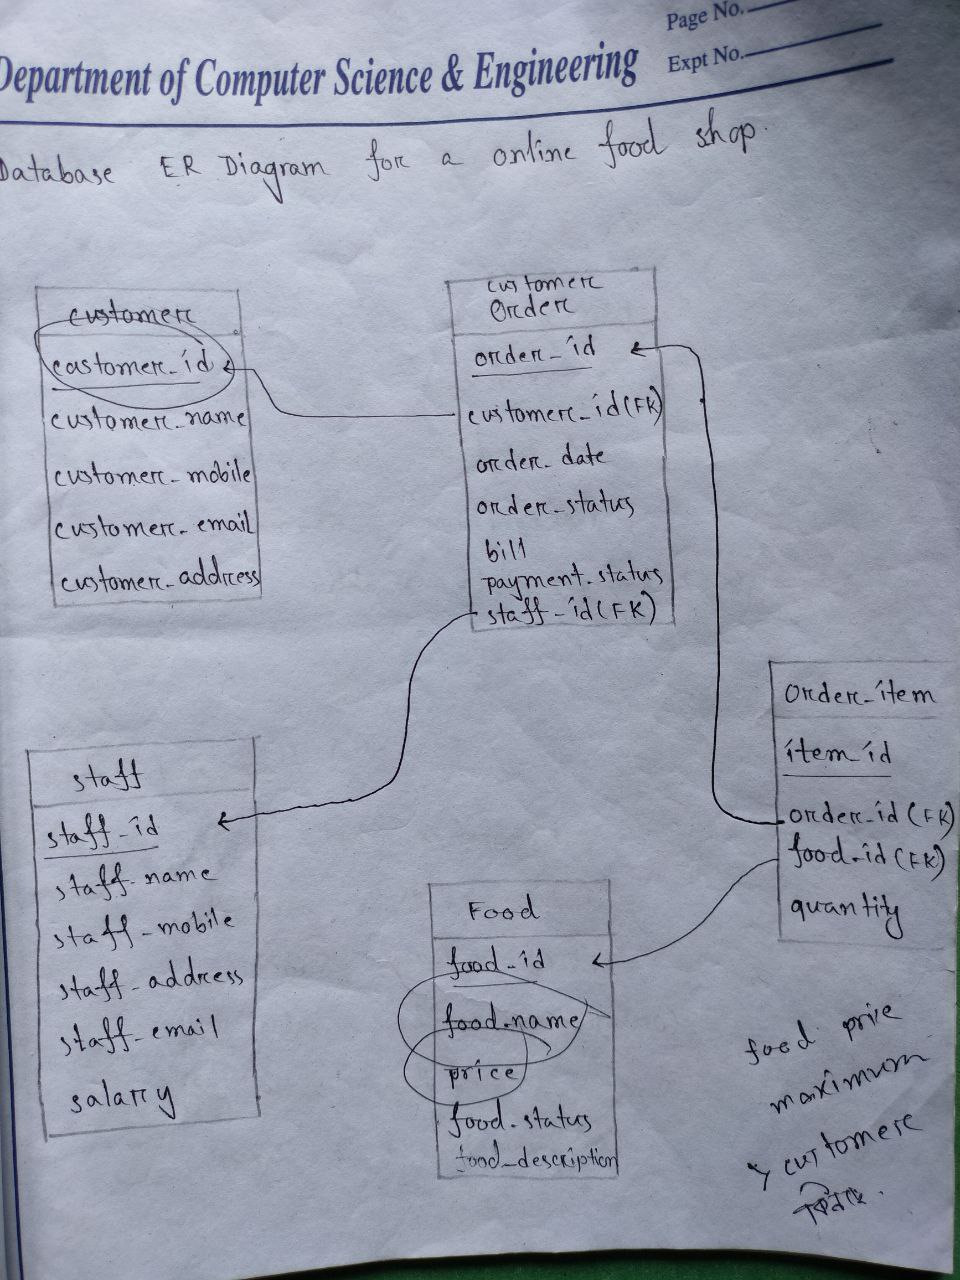 Page No.
Expt No.
Department of Computer Science & Engineering
Database ER Diagram for a online food shop.
customer
customer_id
customer_name
customer_mobile
customer_email
customer_address
customer
Order
order_id
customer_id(FK)
order_date
order_status
bill
payment_status
staff_id(FK)
Order_item
item_id
order_id(FK)
food_id(FK)
quantity
staff
staff_id
staff_name
staff_mobile
staff_address
staff_email
salary
Food
food_id
food_name
price
food_status
food_description
food price
maximum
customer